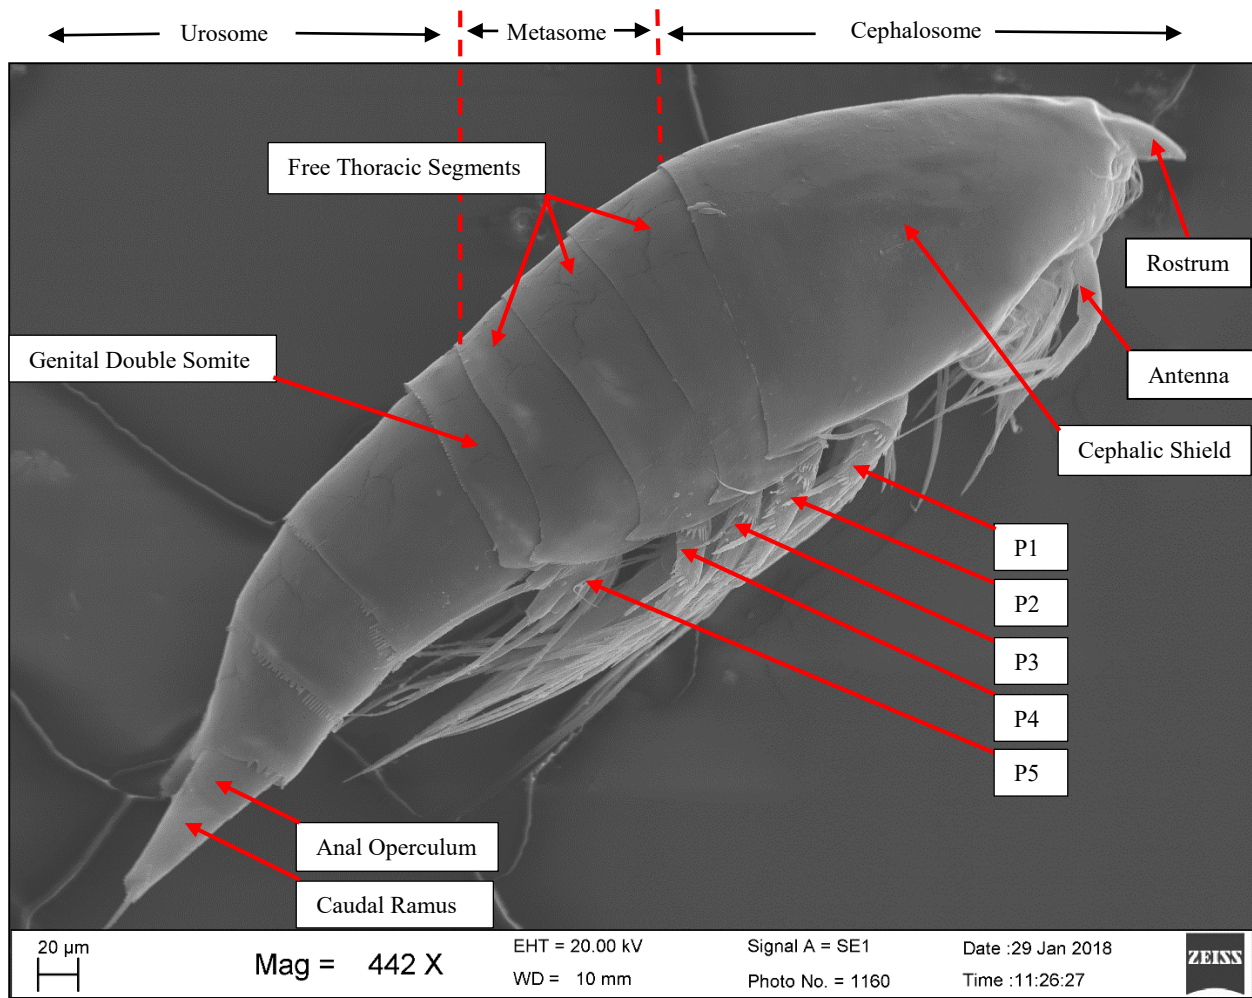 Urosome
Metasome
Cephalosome
Free Thoracic Segments
Rostrum
Genital Double Somite
Antenna
Cephalic Shield
P1
P2
P3
P4
P5
Anal Operculum
Caudal Ramus
20 µm
Mag = 442 X
EHT = 20.00 kV
WD = 10 mm
Signal A = SE1
Photo No. = 1160
Date :29 Jan 2018
Time :11:26:27
ZEISS